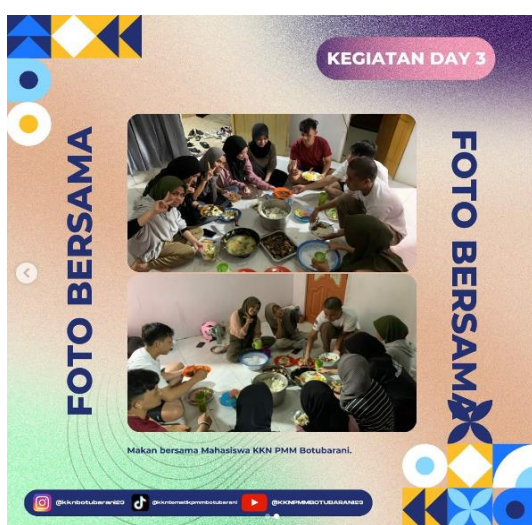 KEGIATAN DAY 3
FOTO BERSAMA
FOTO BERSAMA
Makan bersama Mahasiswa KKN PMM Botubarani.
@KKNPMMBOTUBARANI23